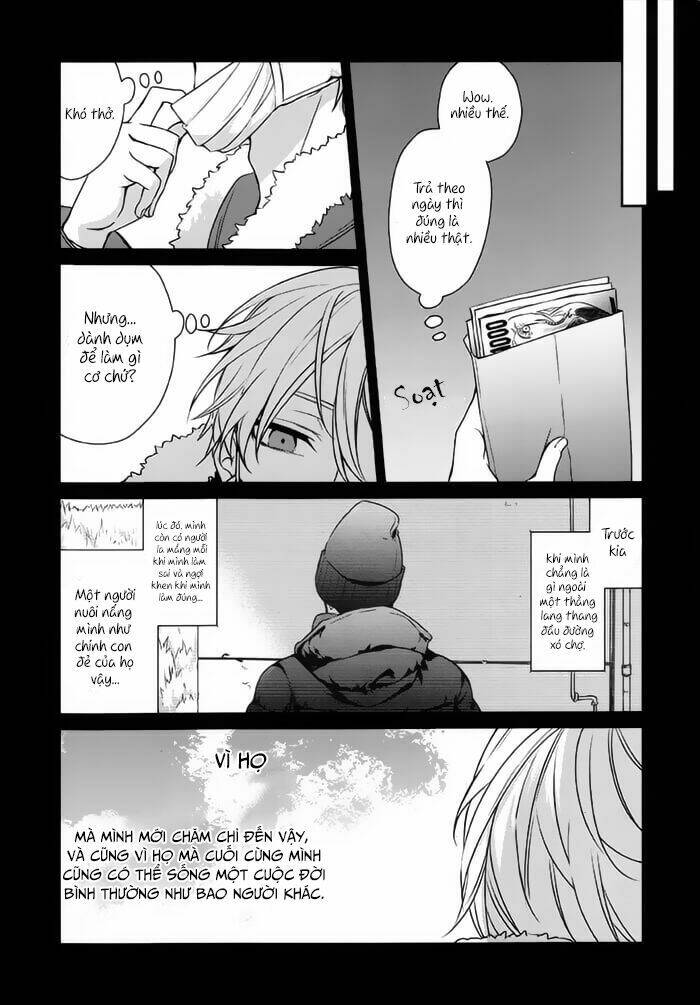 Wow.
nhiều thế.
Trả theo
ngày thì
đúng là
nhiều thật.
1000
Soạt
Khó thở.
Nhưng...
dành dụm
để làm gì
cơ chứ?
Trước
kia
khi mình
chẳng là
gì ngoài
một thằng
lang thang
đầu đường
xó chợ.
lúc đó, mình
còn có người
la mắng mỗi
khi mình làm
sai và ngợi
khen khi mình
làm đúng...
Một người
nuôi nấng
mình như
chính con
đẻ của họ
vậy...
VÌ HỌ
MÀ MÌNH MỚI CHĂM CHỈ ĐẾN VẬY,
VÀ CŨNG VÌ HỌ MÀ CUỐI CÙNG MÌNH
CŨNG CÓ THỂ SỐNG MỘT CUỘC ĐỜI
BÌNH THƯỜNG NHƯ BAO NGƯỜI KHÁC.